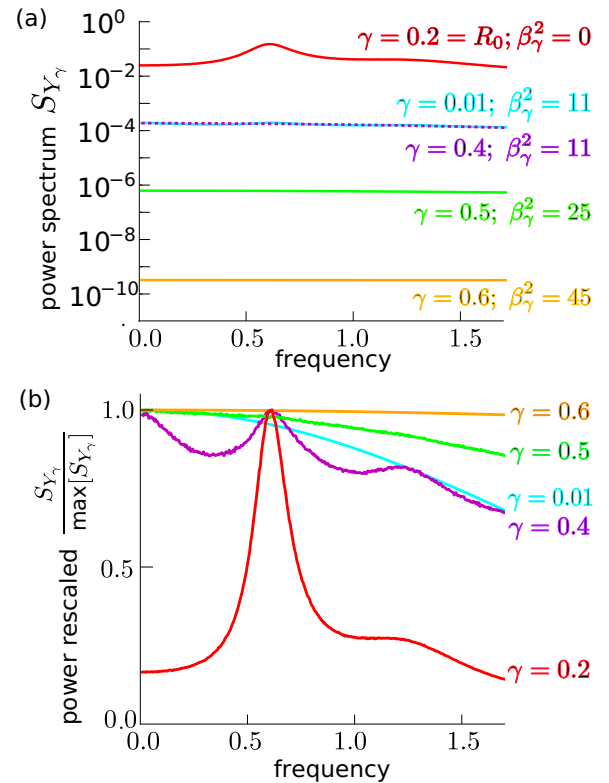 (a)
10^0
10^{-2}
10^{-4}
10^{-6}
10^{-8}
10^{-10}
power spectrum S_{Y_γ}
γ = 0.2 = R_0; β_γ^2 = 0
γ = 0.01; β_γ^2 = 11
γ = 0.4; β_γ^2 = 11
γ = 0.5; β_γ^2 = 25
γ = 0.6; β_γ^2 = 45
0.0 0.5 1.0 1.5
frequency
(b)
1.0
0.5
0.0
power rescaled S_{Y_γ} / max[S_{Y_γ}]
γ = 0.6
γ = 0.5
γ = 0.01
γ = 0.4
γ = 0.2
0.0 0.5 1.0 1.5
frequency